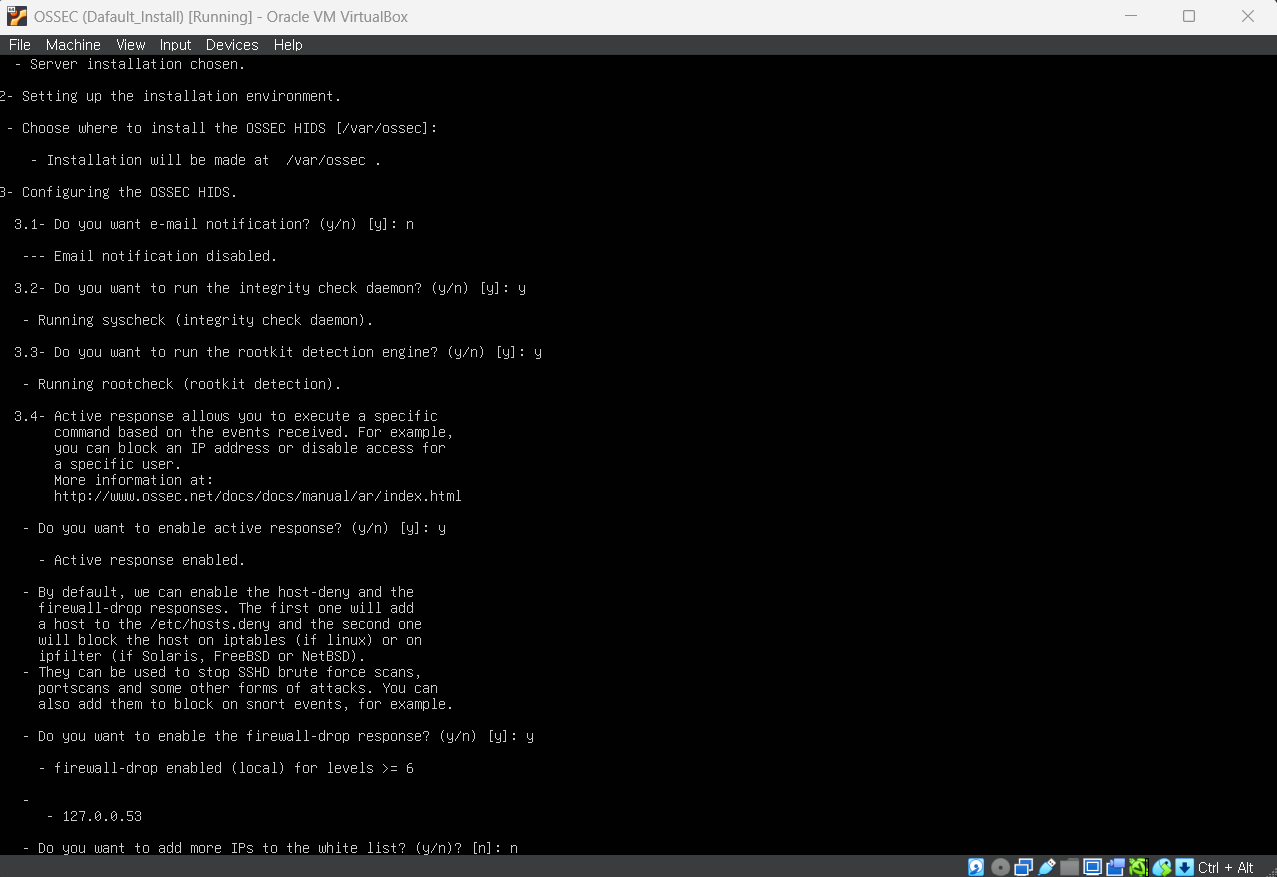 OSSEC (Dafault_Install) [Running] - Oracle VM VirtualBox
File Machine View Input Devices Help
- Server installation chosen.
2- Setting up the installation environment.
- Choose where to install the OSSEC HIDS [/var/ossec]:
- Installation will be made at  /var/ossec .
3- Configuring the OSSEC HIDS.
3.1- Do you want e-mail notification? (y/n) [y]: n
--- Email notification disabled.
3.2- Do you want to run the integrity check daemon? (y/n) [y]: y
- Running syscheck (integrity check daemon).
3.3- Do you want to run the rootkit detection engine? (y/n) [y]: y
- Running rootcheck (rootkit detection).
3.4- Active response allows you to execute a specific
command based on the events received. For example,
you can block an IP address or disable access for
a specific user.
More information at:
http://www.ossec.net/docs/docs/manual/ar/index.html
- Do you want to enable active response? (y/n) [y]: y
- Active response enabled.
- By default, we can enable the host-deny and the
firewall-drop responses. The first one will add
a host to the /etc/hosts.deny and the second one
will block the host on iptables (if linux) or on
ipfilter (if Solaris, FreeBSD or NetBSD).
- They can be used to stop SSHD brute force scans,
portscans and some other forms of attacks. You can
also add them to block on snort events, for example.
- Do you want to enable the firewall-drop response? (y/n) [y]: y
- firewall-drop enabled (local) for levels >= 6
-
- 127.0.0.53
- Do you want to add more IPs to the white list? (y/n)? [n]: n
Ctrl + Alt